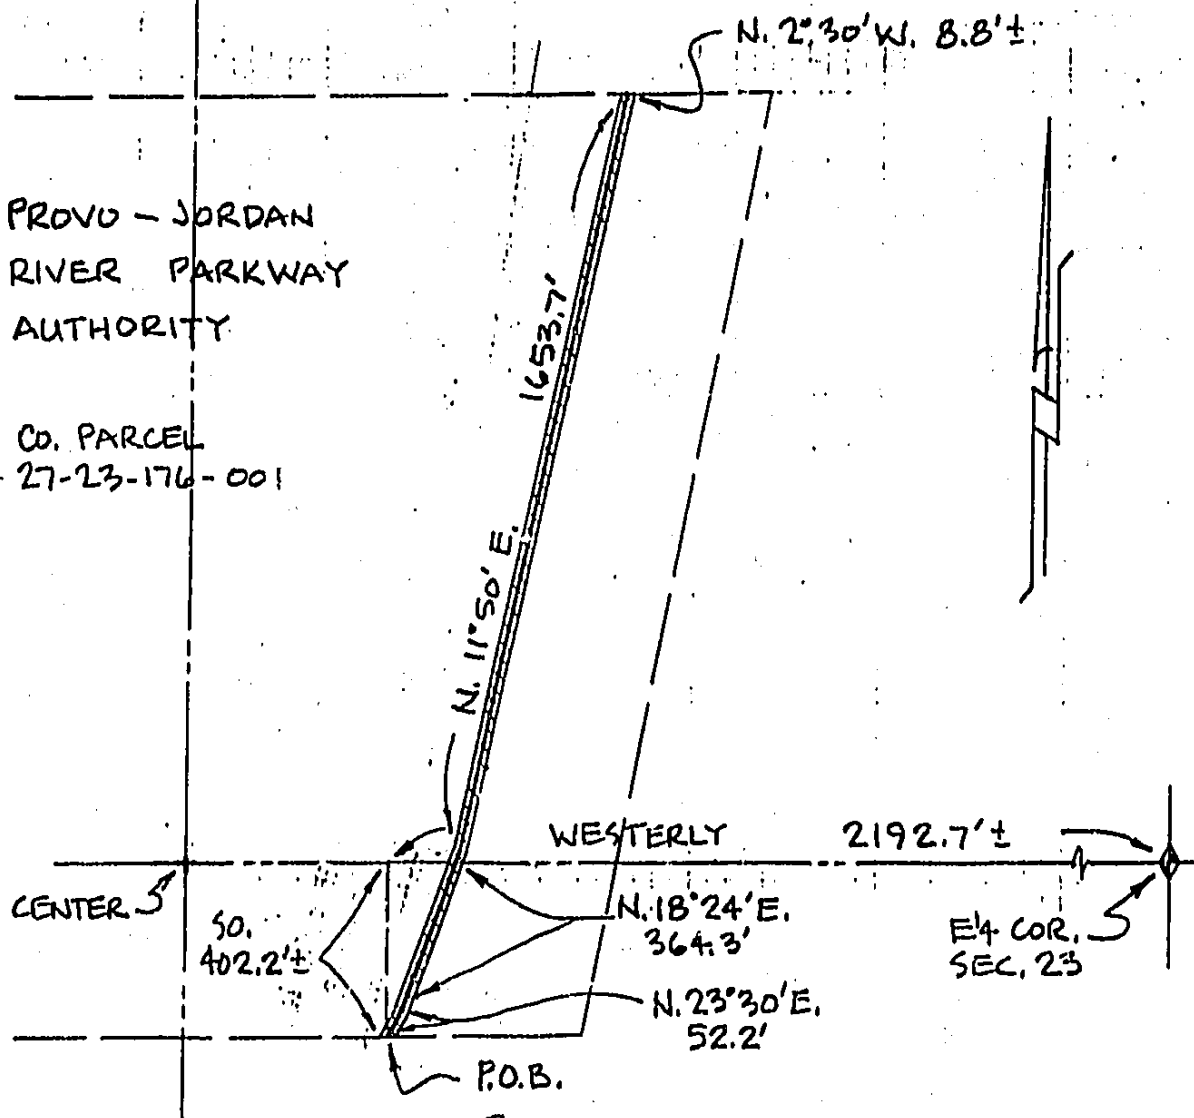 N. 2°30' W. 8.8'±
PROVO - JORDAN
RIVER PARKWAY
AUTHORITY
1653.7'
CO. PARCEL
27-23-176-001
N. 11°50' E.
WESTERLY 2192.7'±
CENTER
SO.
402.2'±
N. 18°24' E.
364.3'
E¼ COR.
SEC. 23
N. 23°30' E.
52.2'
P.O.B.